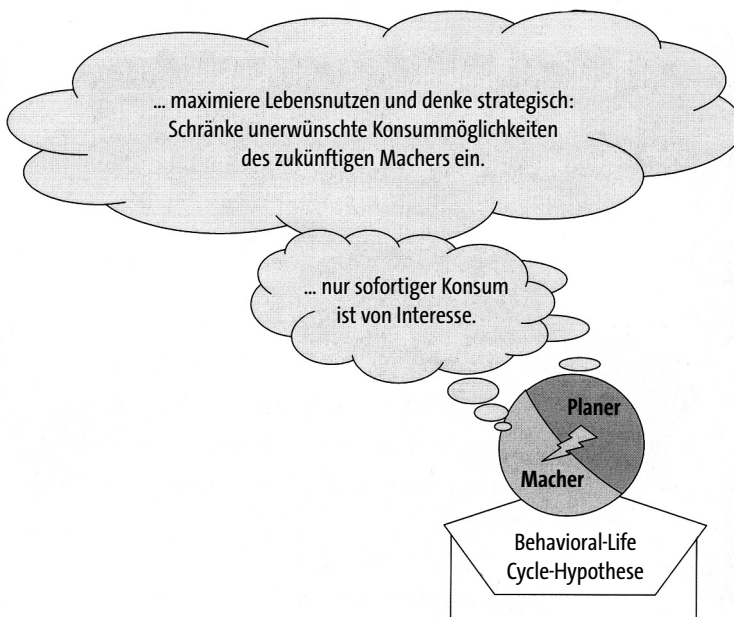 ... maximiere Lebensnutzen und denke strategisch:
Schränke unerwünschte Konsummöglichkeiten
des zukünftigen Machers ein.
... nur sofortiger Konsum
ist von Interesse.
Planer
Macher
Behavioral-Life
Cycle-Hypothese